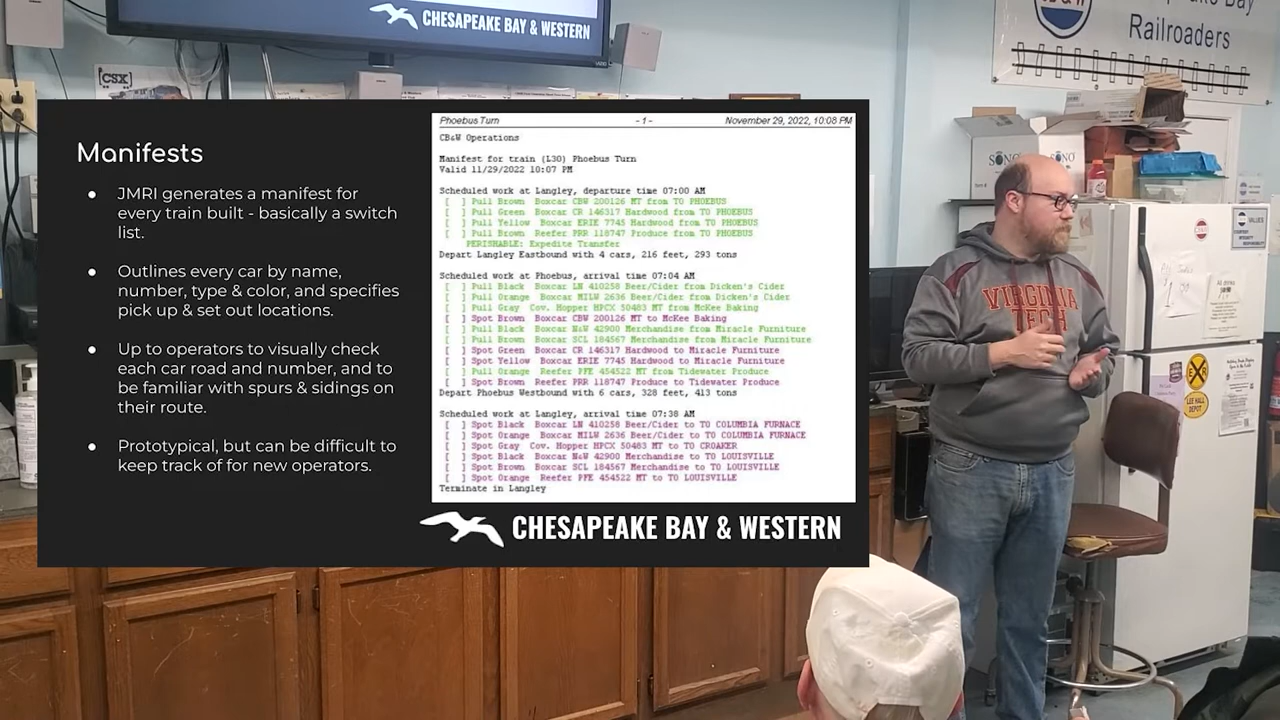 CHESAPEAKE BAY & WESTERN
CSX
ke Bay
Railroaders
Manifests
● JMRI generates a manifest for
every train built - basically a switch
list.
● Outlines every car by name,
number, type & color, and specifies
pick up & set out locations.
● Up to operators to visually check
each car road and number, and to
be familiar with spurs & sidings on
their route.
● Prototypical, but can be difficult to
keep track of for new operators.
Phoebus Turn - 1 - November 29, 2022, 10:08 PM
CB&W Operations
Manifest for train (L30) Phoebus Turn
Valid 11/29/2022 10:07 PM
Scheduled work at Langley, departure time 07:00 AM
[ ] Pull Brown Boxcar CBW 200126 MT from TO PHOEBUS
[ ] Pull Green Boxcar CR 146317 Hardwood from TO PHOEBUS
[ ] Pull Yellow Boxcar ERIE 7745 Hardwood from TO PHOEBUS
[ ] Pull Brown Reefer PRR 118747 Produce from TO PHOEBUS
PERISHABLE: Expedite Transfer
Depart Langley Eastbound with 4 cars, 216 feet, 293 tons
Scheduled work at Phoebus, arrival time 07:04 AM
[ ] Pull Black Boxcar LN 410258 Beer/Cider from Dicken's Cider
[ ] Pull Orange Boxcar MILW 2636 Beer/Cider from Dicken's Cider
[ ] Pull Gray Cov. Hopper HPCX 50483 MT from McKee Baking
[ ] Spot Brown Boxcar CBW 200126 MT to McKee Baking
[ ] Pull Black Boxcar N&W 42900 Merchandise from Miracle Furniture
[ ] Pull Brown Boxcar SCL 184567 Merchandise from Miracle Furniture
[ ] Spot Green Boxcar CR 146317 Hardwood to Miracle Furniture
[ ] Spot Yellow Boxcar ERIE 7745 Hardwood to Miracle Furniture
[ ] Pull Orange Reefer PFE 454522 MT from Tidewater Produce
[ ] Spot Brown Reefer PRR 118747 Produce to Tidewater Produce
Depart Phoebus Westbound with 6 cars, 328 feet, 413 tons
Scheduled work at Langley, arrival time 07:38 AM
[ ] Spot Black Boxcar LN 410258 Beer/Cider to TO COLUMBIA FURNACE
[ ] Spot Orange Boxcar MILW 2636 Beer/Cider to TO COLUMBIA FURNACE
[ ] Spot Gray Cov. Hopper HPCX 50483 MT to TO CROAKER
[ ] Spot Black Boxcar N&W 42900 Merchandise to TO LOUISVILLE
[ ] Spot Brown Boxcar SCL 184567 Merchandise to TO LOUISVILLE
[ ] Spot Orange Reefer PFE 454522 MT to TO LOUISVILLE
Terminate in Langley
CHESAPEAKE BAY & WESTERN
SONO
SONO
VALUES
VIRGINIA
TECH
R
LEE HALL
DEPOT